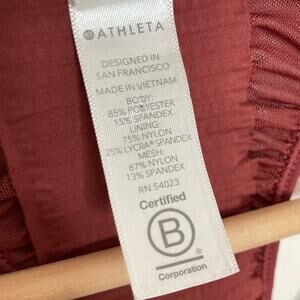 ATHLETA
DESIGNED IN
SAN FRANCISCO
MADE IN VIETNAM
BODY:
85% POLYESTER
15% SPANDEX
LINING:
75% NYLON
25% LYCRA® SPANDEX
MESH:
87% NYLON
13% SPANDEX
RN 54023
Certified
B
Corporation